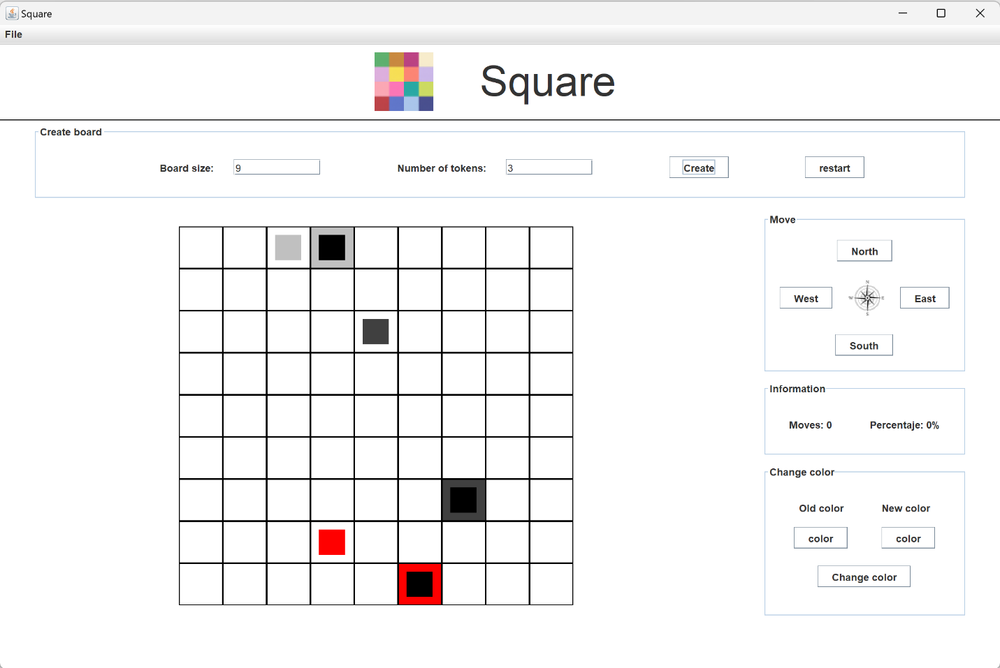 Square
File
Square
Create board
Board size: 9 Number of tokens: 3 Create restart
Move
North
N
West W E East
S
South
Information
Moves: 0 Percentaje: 0%
Change color
Old color New color
color color
Change color